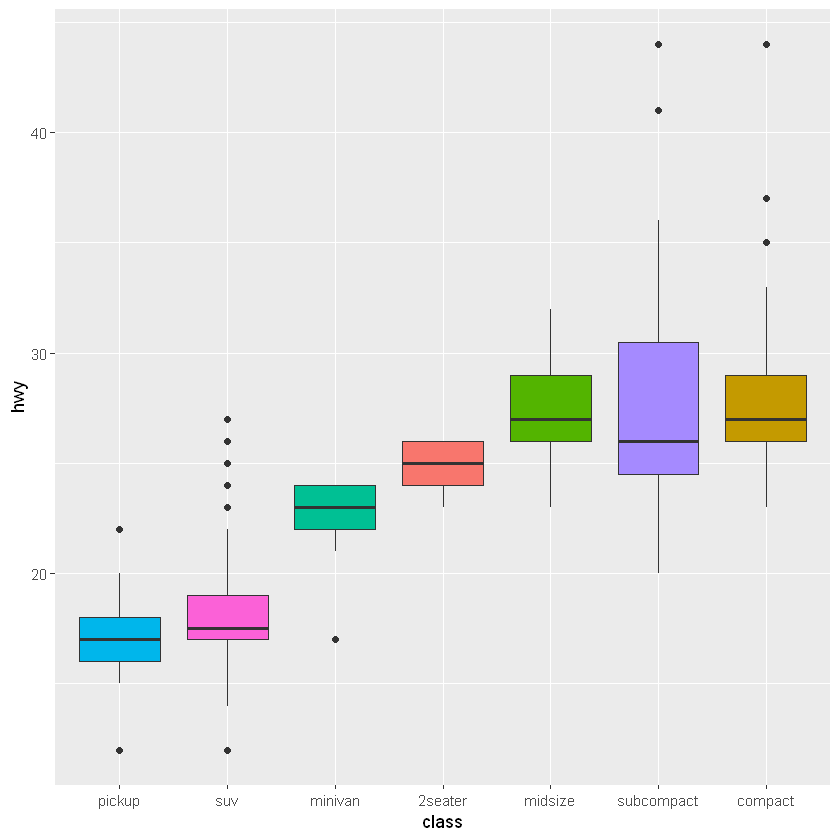 40
30
20
hwy
pickup suv minivan 2seater midsize subcompact compact
class